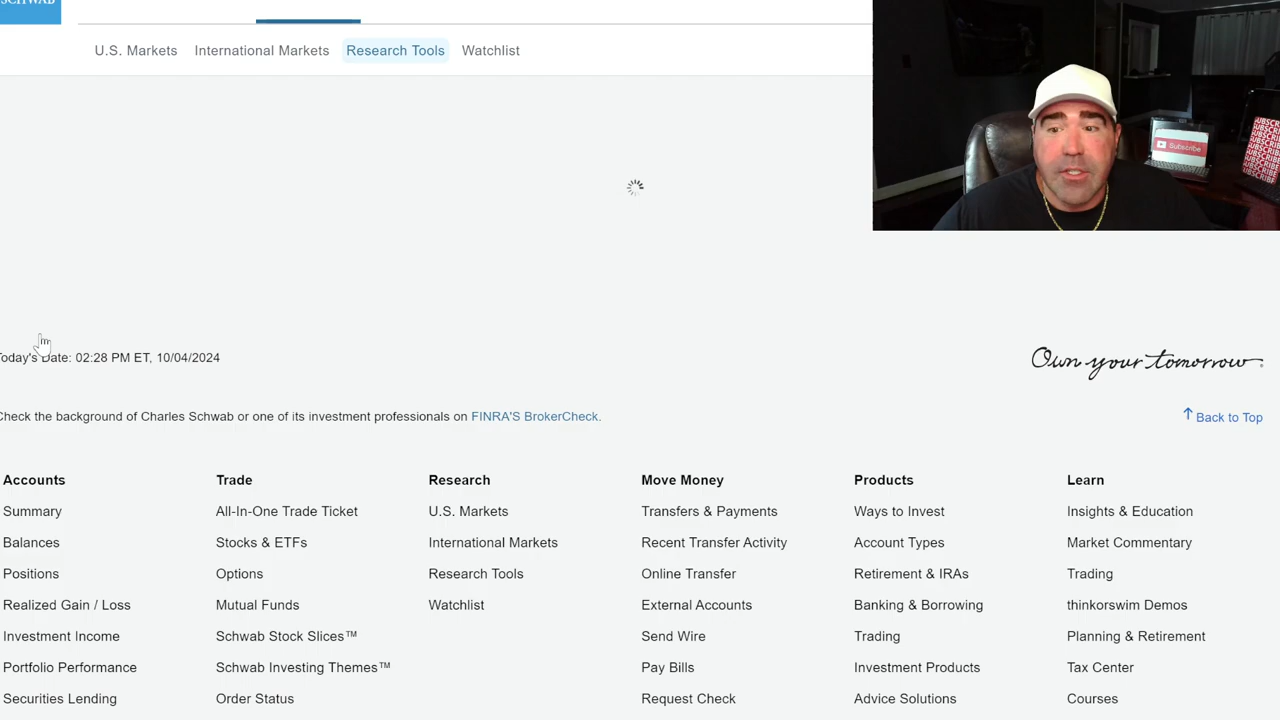 SCHWAB
U.S. Markets International Markets Research Tools Watchlist
Subscribe
SUBSCRIBE
Today's Date: 02:28 PM ET, 10/04/2024
Own your tomorrow.
Check the background of Charles Schwab or one of its investment professionals on FINRA'S BrokerCheck.
Back to Top
Accounts Trade Research Move Money Products Learn
Summary All-In-One Trade Ticket U.S. Markets Transfers & Payments Ways to Invest Insights & Education
Balances Stocks & ETFs International Markets Recent Transfer Activity Account Types Market Commentary
Positions Options Research Tools Online Transfer Retirement & IRAs Trading
Realized Gain / Loss Mutual Funds Watchlist External Accounts Banking & Borrowing thinkorswim Demos
Investment Income Schwab Stock Slices™ Send Wire Trading Planning & Retirement
Portfolio Performance Schwab Investing Themes™ Pay Bills Investment Products Tax Center
Securities Lending Order Status Request Check Advice Solutions Courses